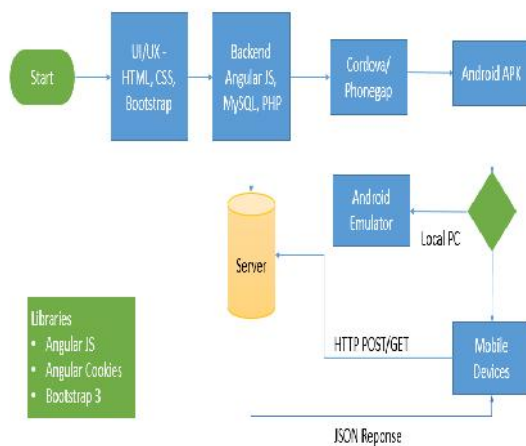 Start
UI/UX -
HTML, CSS,
Bootstrap
Backend
Angular JS,
MySQL, PHP
Cordova/
Phonegap
Android APK
Android
Emulator
Local PC
Server
HTTP POST/GET
Mobile
Devices
Libraries
• Angular JS
• Angular Cookies
• Bootstrap 3
JSON Reponse